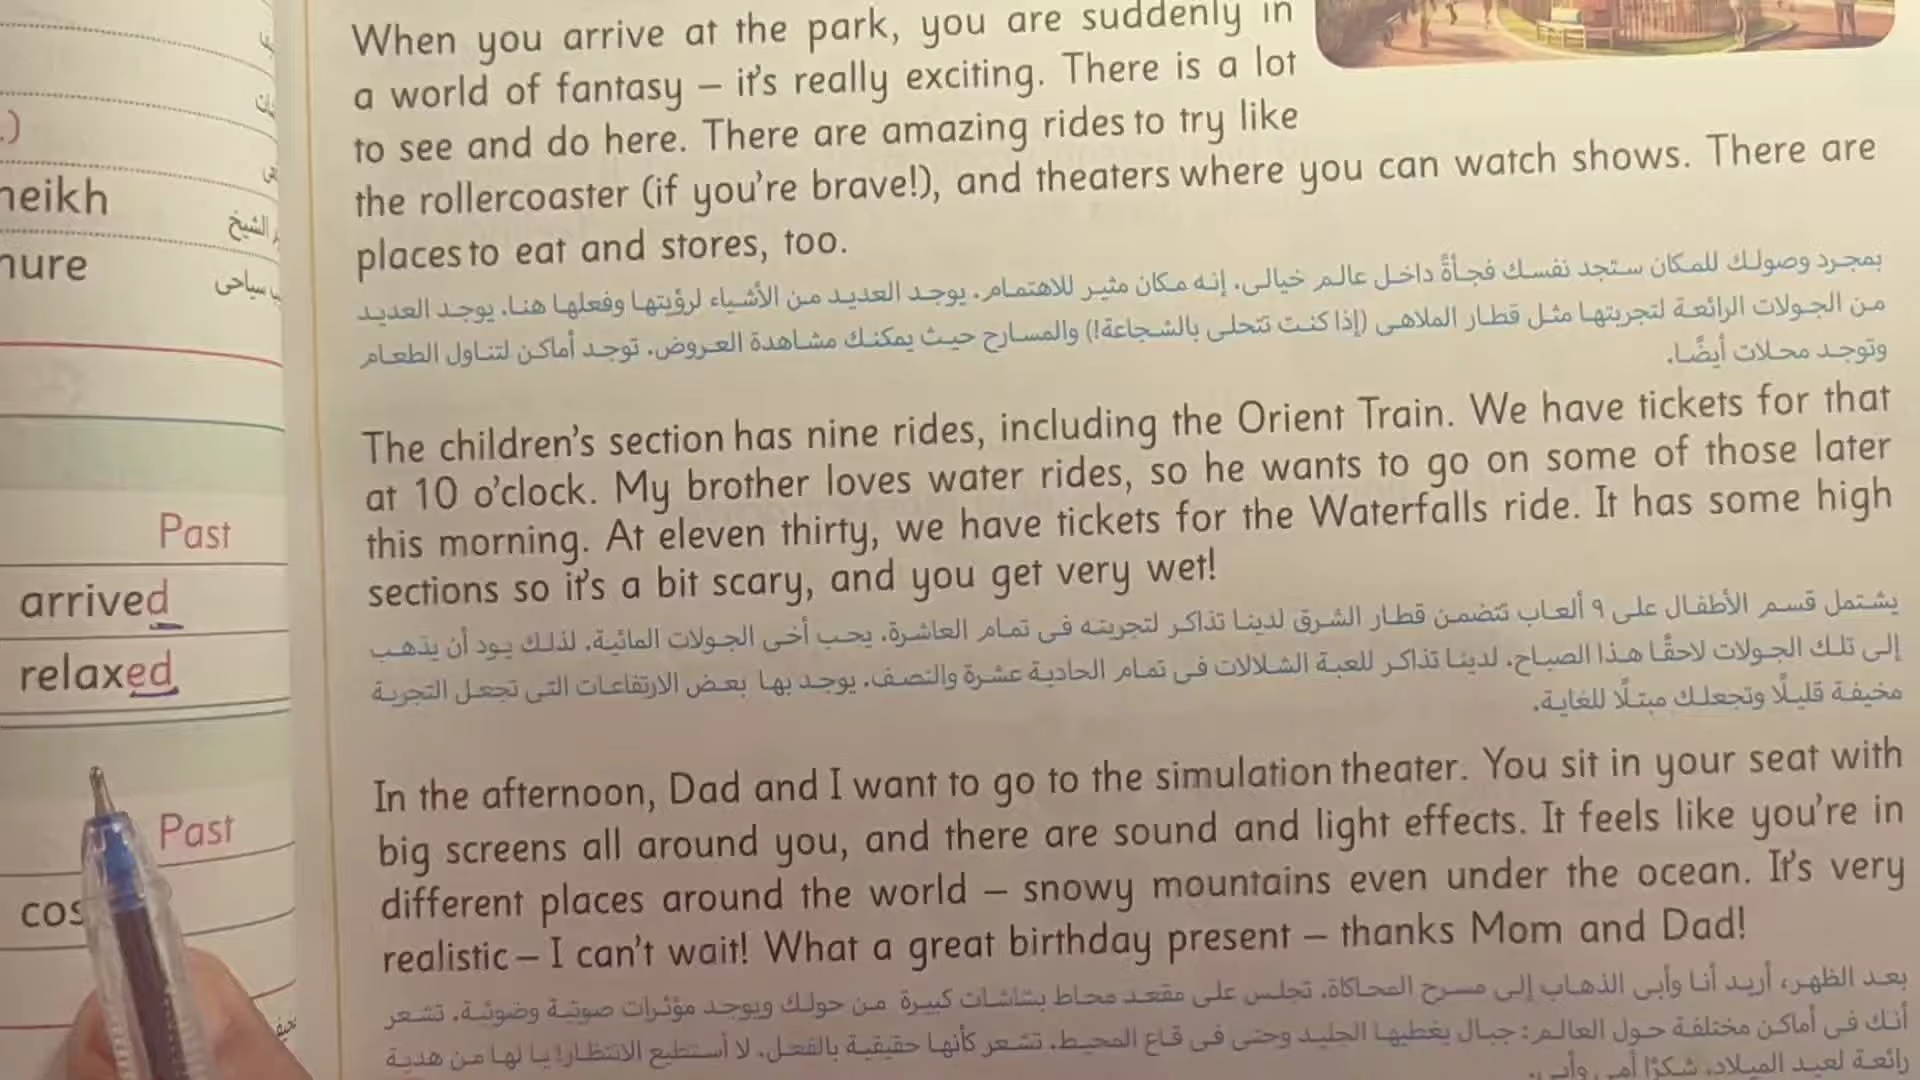 heikh
الشيخ
nure
سياحى
Past
arrived
relaxed
Past
cos
When you arrive at the park, you are suddenly in
a world of fantasy – it's really exciting. There is a lot
to see and do here. There are amazing rides to try like
the rollercoaster (if you're brave!), and theaters where you can watch shows. There are
places to eat and stores, too.
بمجرد وصولك للمكان ستجد نفسك فجأةً داخل عالم خيالى. إنه مكان مثير للاهتمام. يوجد العديد من الأشياء لرؤيتها وفعلها هنا. يوجد العديد
من الجولات الرائعة لتجربتها مثل قطار الملاهى (إذا كنت تتحلى بالشجاعة!) والمسارح حيث يمكنك مشاهدة العروض. توجد أماكن لتناول الطعام
وتوجد محلات أيضًا.
The children's section has nine rides, including the Orient Train. We have tickets for that
at 10 o'clock. My brother loves water rides, so he wants to go on some of those later
this morning. At eleven thirty, we have tickets for the Waterfalls ride. It has some high
sections so it's a bit scary, and you get very wet!
يشتمل قسم الأطفال على ٩ ألعاب تتضمن قطار الشرق لدينا تذاكر لتجربته فى تمام العاشرة. يحب أخى الجولات المائية. لذلك يود أن يذهب
إلى تلك الجولات لاحقًا هذا الصباح. لدينا تذاكر للعبة الشلالات فى تمام الحادية عشرة والنصف. يوجد بها بعض الارتفاعات التى تجعل التجربة
مخيفة قليلًا وتجعلك مبتلًا للغاية.
In the afternoon, Dad and I want to go to the simulation theater. You sit in your seat with
big screens all around you, and there are sound and light effects. It feels like you're in
different places around the world – snowy mountains even under the ocean. It's very
realistic – I can't wait! What a great birthday present – thanks Mom and Dad!
بعد الظهر، أريد أنا وأبى الذهاب إلى مسرح المحاكاة. تجلس على مقعد محاط بشاشات كبيرة من حولك ويوجد مؤثرات صوتية وضوئية. تشعر
أنك فى أماكن مختلفة حول العالم: جبال يغطيها الجليد وحتى فى قاع المحيط. تشعر كأنها حقيقية بالفعل. لا أستطيع الانتظار! يا لها من هدية
رائعة لعيد الميلاد. شكرًا أمى وأبى.